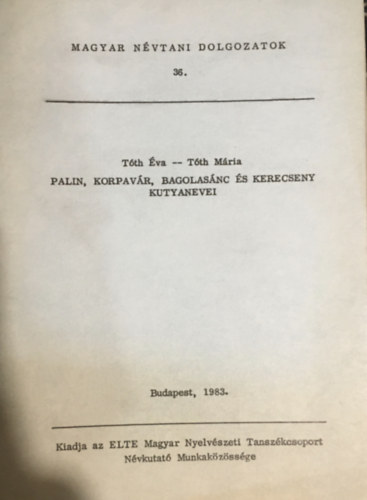 MAGYAR NÉVTANI DOLGOZATOK
36.
Tóth Éva -- Tóth Mária
PALIN, KORPAVÁR, BAGOLASÁNC ÉS KERECSENY
KUTYANEVEI
Budapest, 1983.
Kiadja az ELTE Magyar Nyelvészeti Tanszékcsoport
Névkutató Munkaközössége